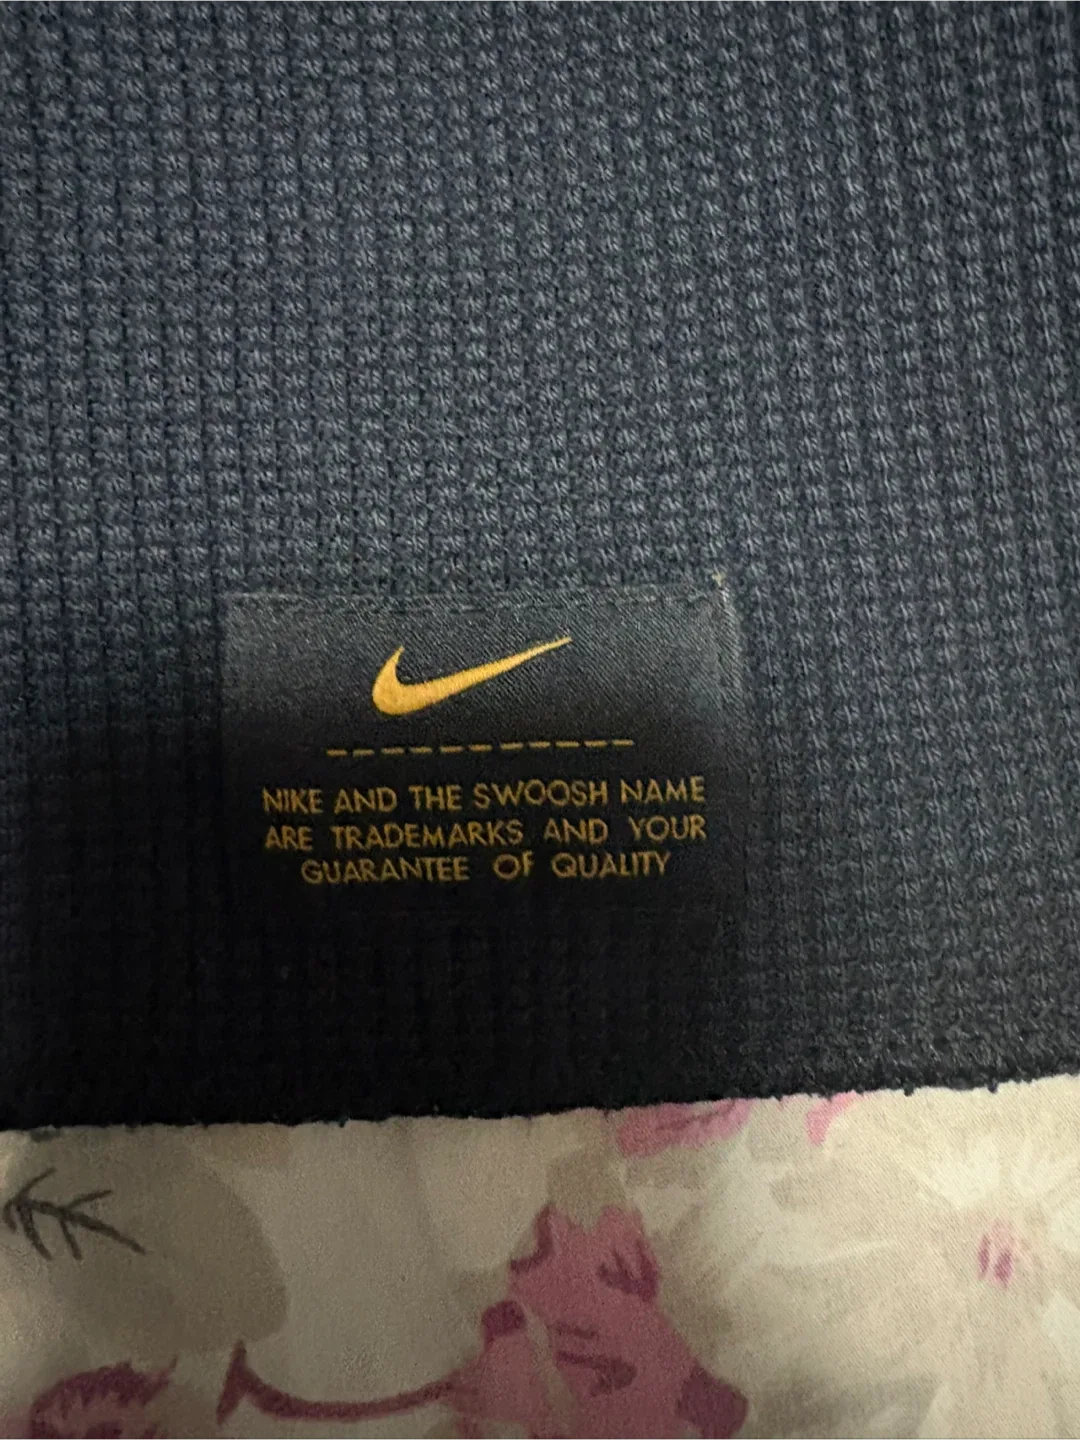 NIKE AND THE SWOOSH NAME
ARE TRADEMARKS AND YOUR
GUARANTEE OF QUALITY